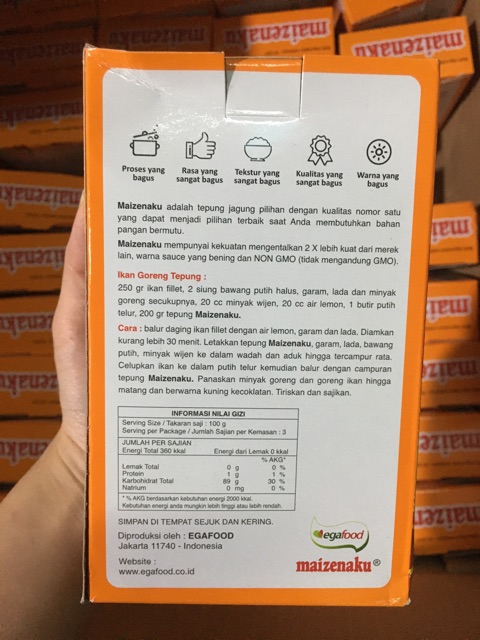 maizenaku
maizenaku
Proses yang bagus
Rasa yang sangat bagus
Tekstur yang sangat bagus
Kualitas yang sangat bagus
Warna yang bagus
Maizenaku adalah tepung jagung pilihan dengan kualitas nomor satu
yang dapat menjadi pilihan terbaik saat Anda membutuhkan bahan
pangan bermutu.
Maizenaku mempunyai kekuatan mengentalkan 2 X lebih kuat dari merek
lain, warna sauce yang bening dan NON GMO (tidak mengandung GMO).
Ikan Goreng Tepung :
250 gr ikan fillet, 2 siung bawang putih halus, garam, lada dan minyak
goreng secukupnya, 20 cc minyak wijen, 20 cc air lemon, 1 butir putih
telur, 200 gr tepung Maizenaku.
Cara : balur daging ikan fillet dengan air lemon, garam dan lada. Diamkan
kurang lebih 30 menit. Letakkan tepung Maizenaku, garam, lada, bawang
putih, minyak wijen ke dalam wadah dan aduk hingga tercampur rata.
Celupkan ikan ke dalam putih telur kemudian balur dengan campuran
tepung Maizenaku. Panaskan minyak goreng dan goreng ikan hingga
matang dan berwarna kuning kecoklatan. Tiriskan dan sajikan.
INFORMASI NILAI GIZI
Serving Size / Takaran saji : 100 g
Serving per Package / Jumlah Sajian per Kemasan : 3
JUMLAH PER SAJIAN
Energi Total 360 kkal Energi dari Lemak 0 kkal
% AKG*
Lemak Total 0 g 0 %
Protein 1 g 1 %
Karbohidrat Total 89 g 30 %
Natrium 0 mg 0 %
* % AKG berdasarkan kebutuhan energi 2000 kkal.
Kebutuhan energi anda mungkin lebih tinggi atau lebih rendah.
SIMPAN DI TEMPAT SEJUK DAN KERING.
Diproduksi oleh : EGAFOOD
Jakarta 11740 - Indonesia
Website :
www.egafood.co.id
egafood
maizenaku®